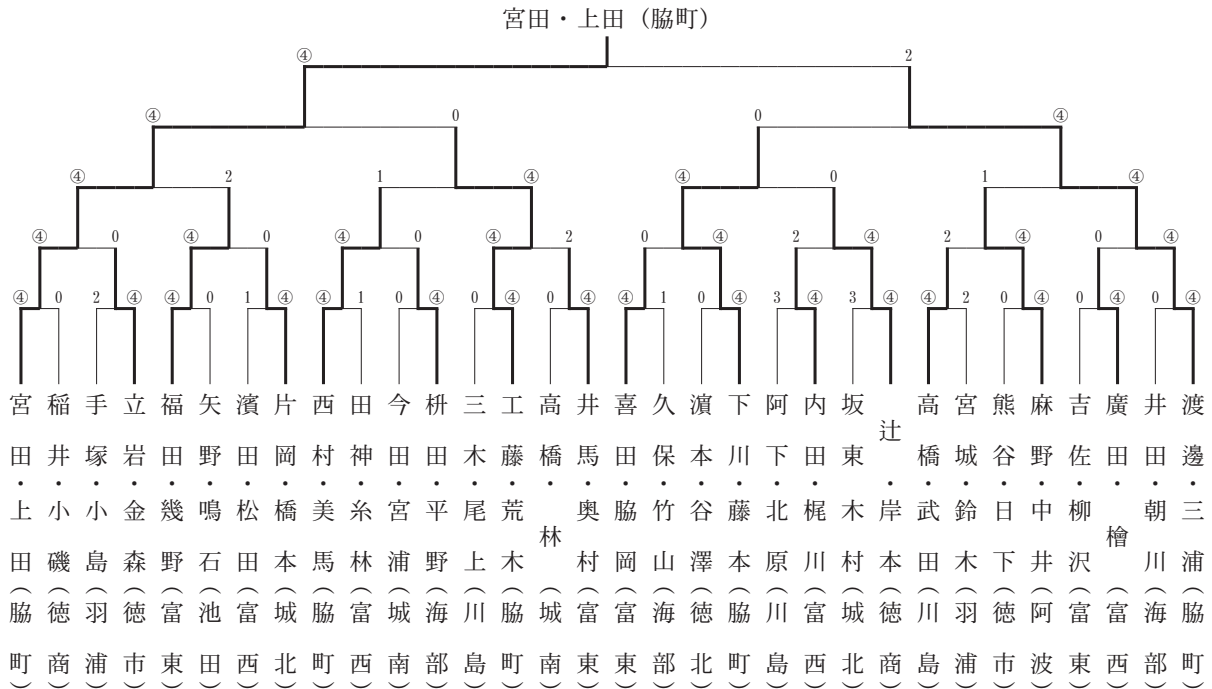 宮田・上田（脇町）
④ 2
④ 0 0 ④
④ 2 1 ④ ④ 0 1 ④
④ 0 ④ 0 ④ 0 ④ 2 0 ④ 2 ④ 2 ④ 0 ④
④ 0 2 ④ ④ 0 1 ④ ④ 1 0 ④ 0 ④ 0 ④ ④ 1 0 ④ 3 ④ 3 ④ ④ 2 0 ④ 0 ④ 0 ④
宮田・上田（脇町）
稲井・小磯（徳商）
手塚・小島（羽浦）
立岩・金森（徳市）
福田・幾野（富東）
矢野・鳴石（池田）
濱田・松田（富西）
片岡・橋本（城北）
西村・美馬（脇町）
田神・糸林（富西）
今田・宮浦（城南）
枡田・平野（海部）
三木・尾上（川島）
工藤・荒木（脇町）
高橋・林（城南）
井馬・奥村（富東）
喜田・脇岡（富東）
久保・竹山（海部）
濵本・谷澤（徳北）
下川・藤本（脇町）
阿下・北原（川島）
内田・梶川（富西）
坂東・木村（城北）
辻・岸本（徳商）
高橋・武田（川島）
宮城・鈴木（羽浦）
熊谷・日下（徳市）
麻野・中井（阿波）
吉佐・柳沢（富東）
廣田・檜（富西）
井田・朝川（海部）
渡邊・三浦（脇町）